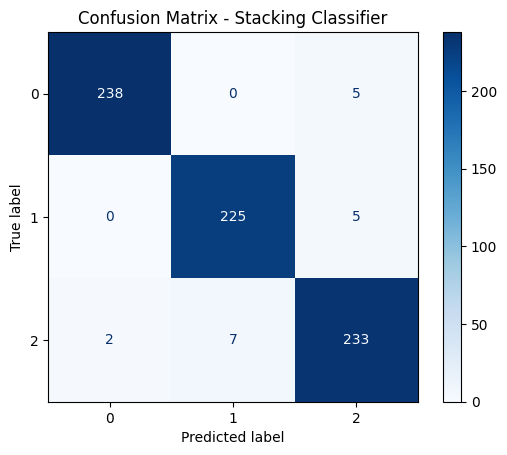 Confusion Matrix - Stacking Classifier
0 238 0 5
1 0 225 5
2 2 7 233
0 1 2
Predicted label
True label
200
150
100
50
0